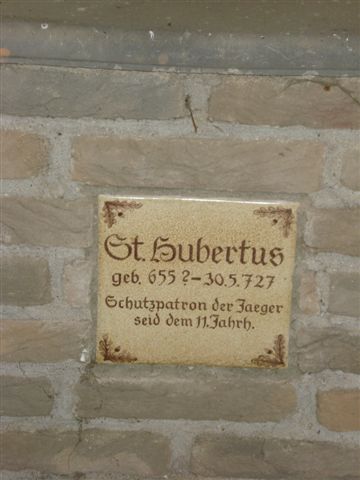 St. Hubertus
geb. 655 ? – 30.5.727
Schutzpatron der Jaeger
seid dem 11. Jahrh.